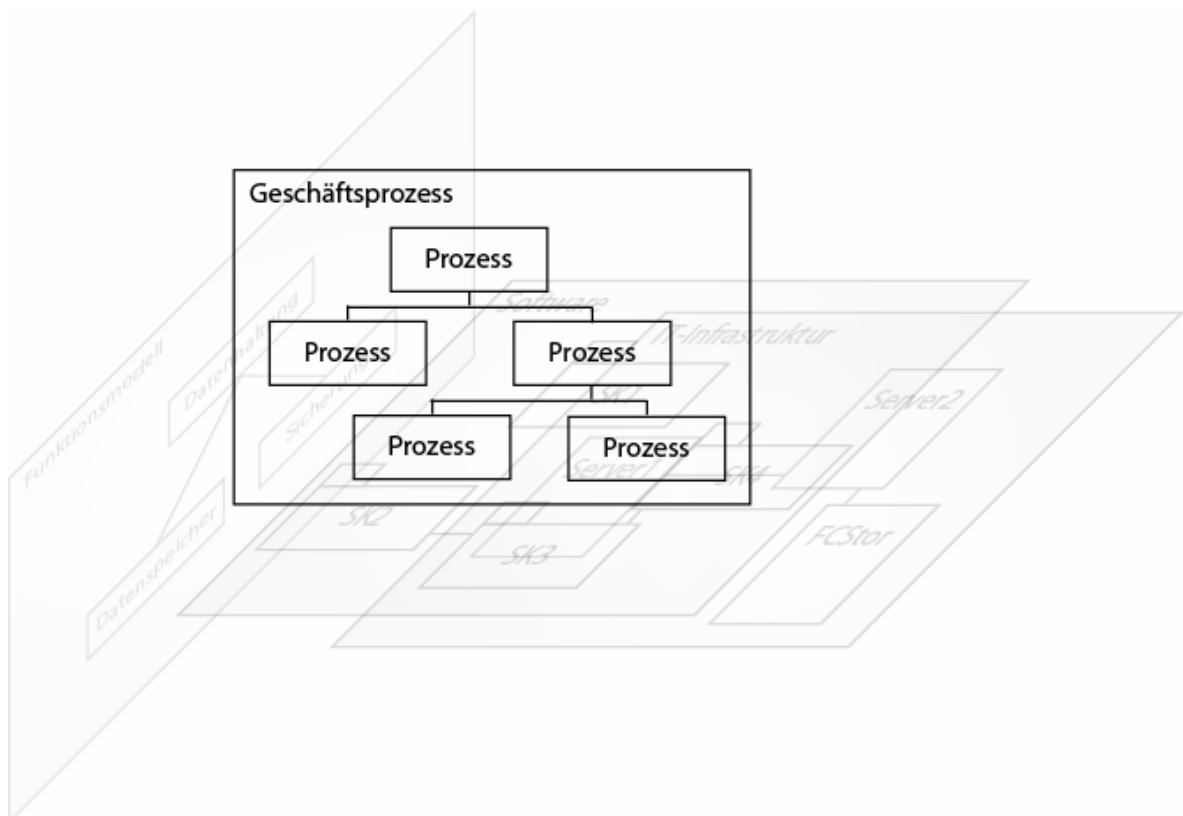 Geschäftsprozess
Prozess
Prozess
Prozess
Prozess
Prozess
Funktionsmodell
Datenhaltung
Sicherung
Datenspeicher
Software
IT-Infrastruktur
SK1
Server2
Server1
SK4
SK2
SK3
FCStor